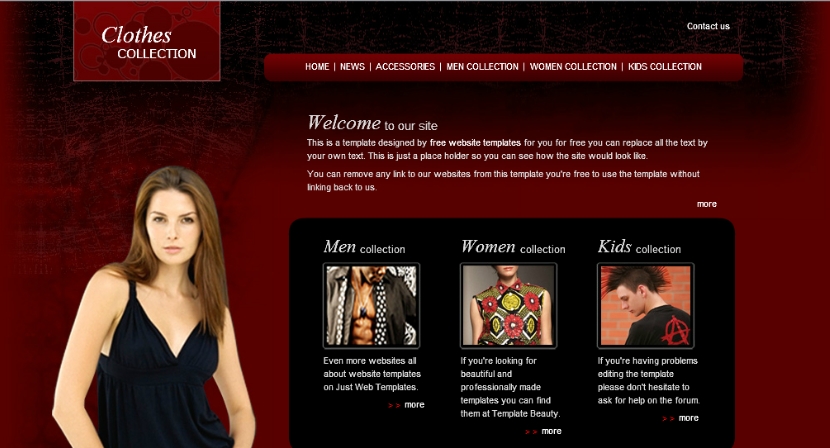 Clothes
COLLECTION
Contact us
HOME | NEWS | ACCESSORIES | MEN COLLECTION | WOMEN COLLECTION | KIDS COLLECTION
Welcome to our site
This is a template designed by free website templates for you for free you can replace all the text by
your own text. This is just a place holder so you can see how the site would look like.
You can remove any link to our websites from this template you're free to use the template without
linking back to us.
more
Men collection
Even more websites all
about website templates
on Just Web Templates.
>> more
Women collection
If you're looking for
beautiful and
professionally made
templates you can find
them at Template Beauty.
>> more
Kids collection
If you're having problems
editing the template
please don't hesitate to
ask for help on the forum.
>> more